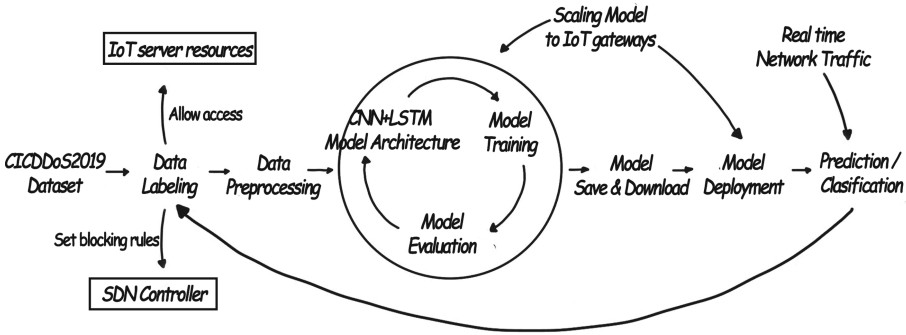 Scaling Model
to IoT gateways
Real time
Network Traffic
IoT server resources
Allow access
CICDDoS2019
Dataset
Data
Labeling
Data
Preprocessing
CNN+LSTM
Model Architecture
Model
Training
Model
Evaluation
Model
Save & Download
Model
Deployment
Prediction /
Clasification
Set blocking rules
SDN Controller